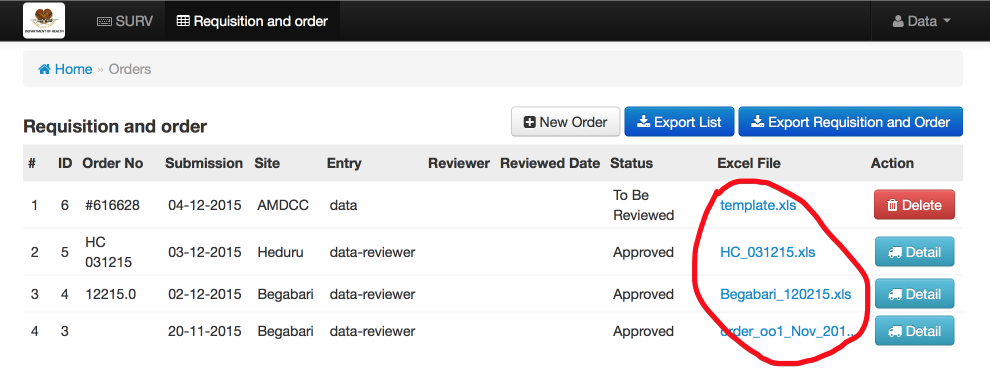 DEPARTMENT OF HEALTH
SURV
Requisition and order
Data
Home » Orders
Requisition and order
New Order
Export List
Export Requisition and Order
# ID Order No Submission Site Entry Reviewer Reviewed Date Status Excel File Action
1 6 #616628 04-12-2015 AMDCC data To Be Reviewed template.xls Delete
2 5 HC 031215 03-12-2015 Heduru data-reviewer Approved HC_031215.xls Detail
3 4 12215.0 02-12-2015 Begabari data-reviewer Approved Begabari_120215.xls Detail
4 3 20-11-2015 Begabari data-reviewer Approved order_oo1_Nov_201... Detail